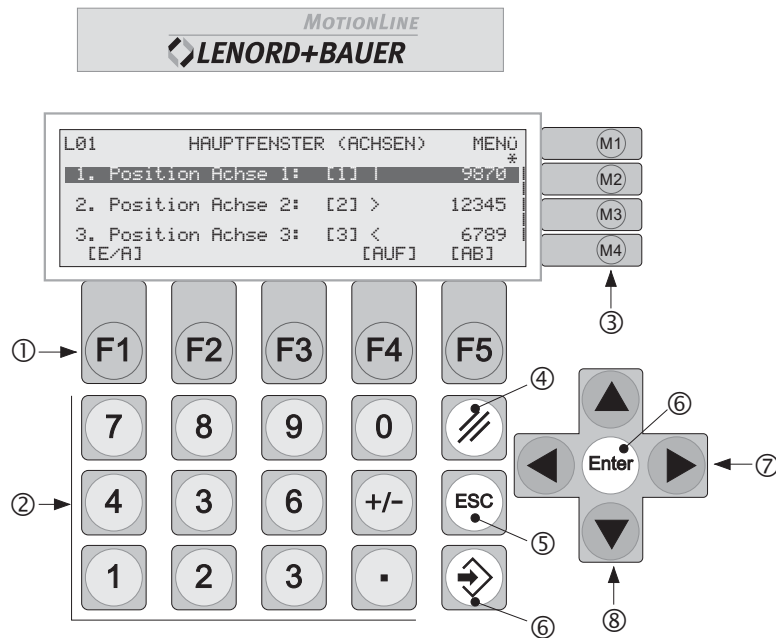 MOTIONLINE
LENORD+BAUER
L01 HAUPTFENSTER (ACHSEN) MENü
*
1. Position Achse 1: [1] | 9870
2. Position Achse 2: [2] > 12345
3. Position Achse 3: [3] < 6789
[E/A] [AUF] [AB]
M1
M2
M3
M4
③
① F1 F2 F3 F4 F5
④
7 8 9 0
⑥
Enter
⑦
② 4 3 6 +/- ESC
⑤
1 2 3 .
⑥
⑧